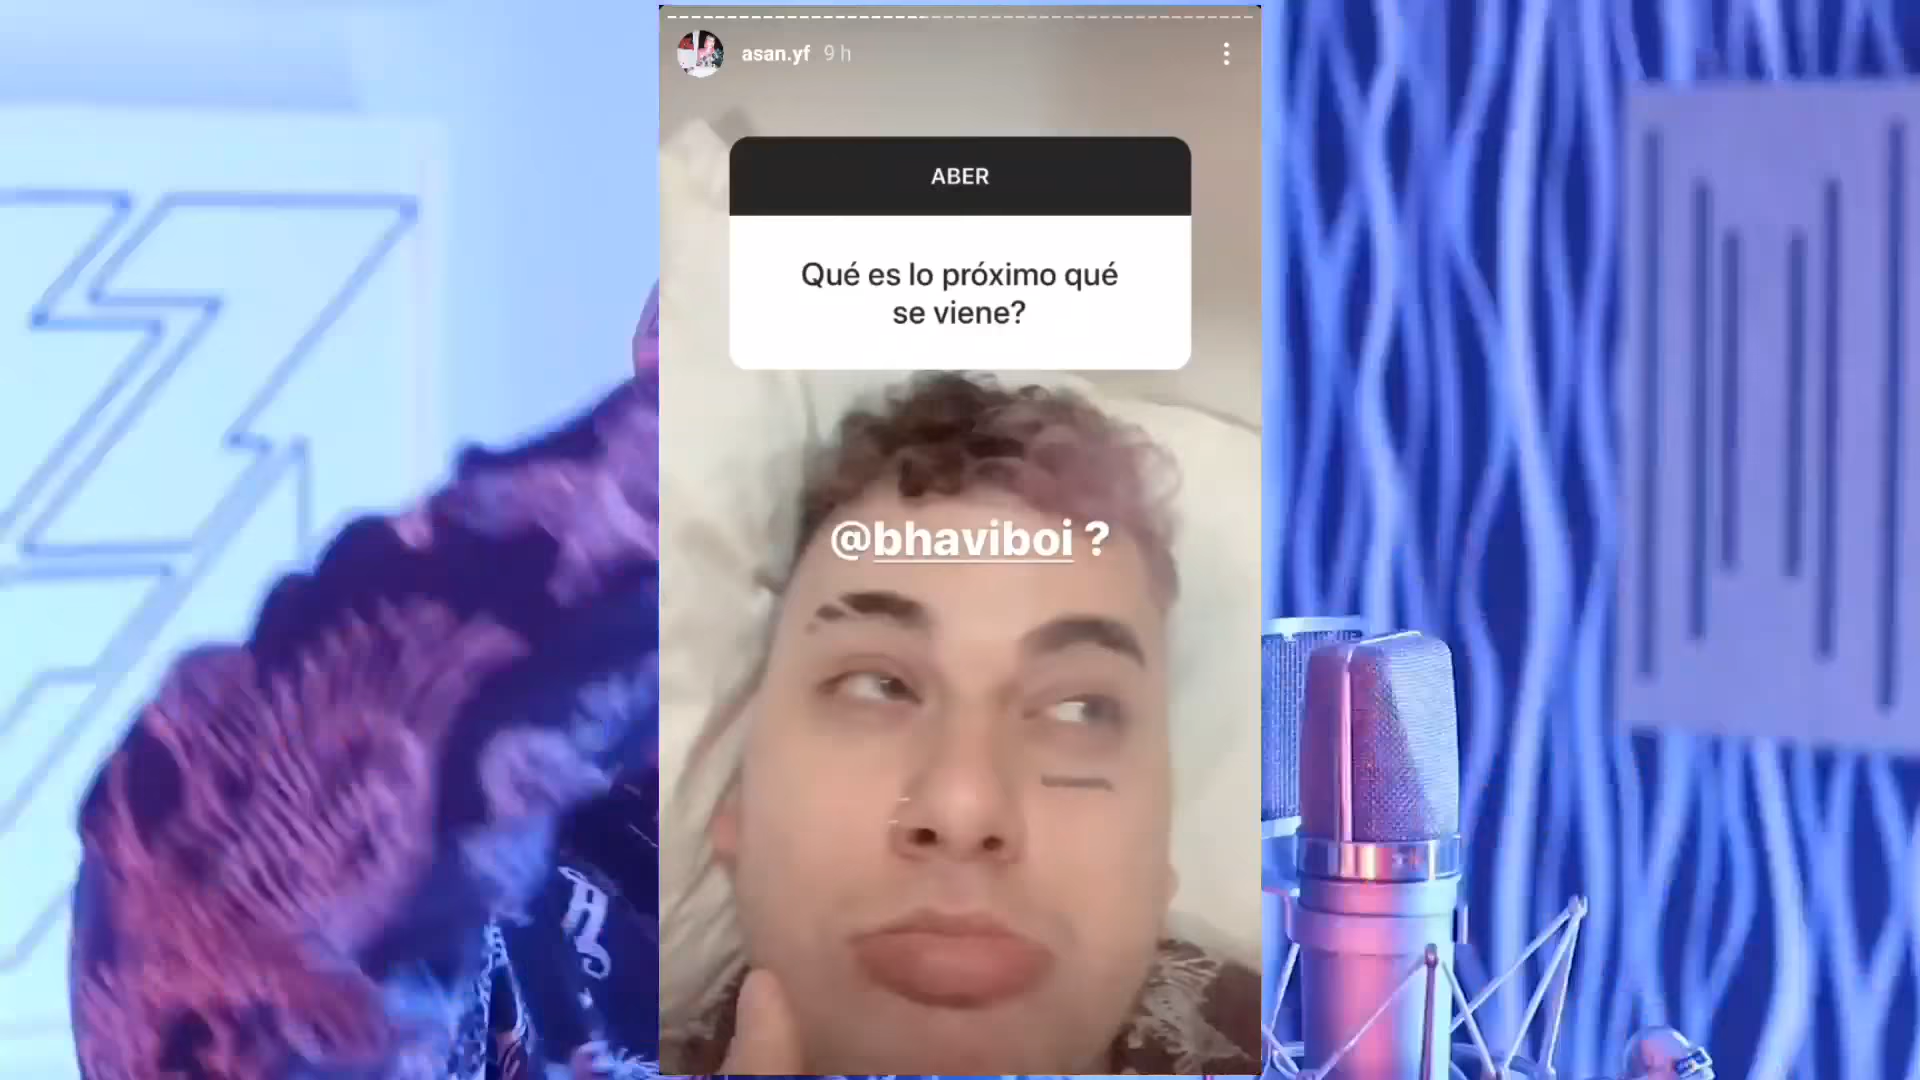 asan.yf 9 h
ABER
Qué es lo próximo qué
se viene?
@bhaviboi ?